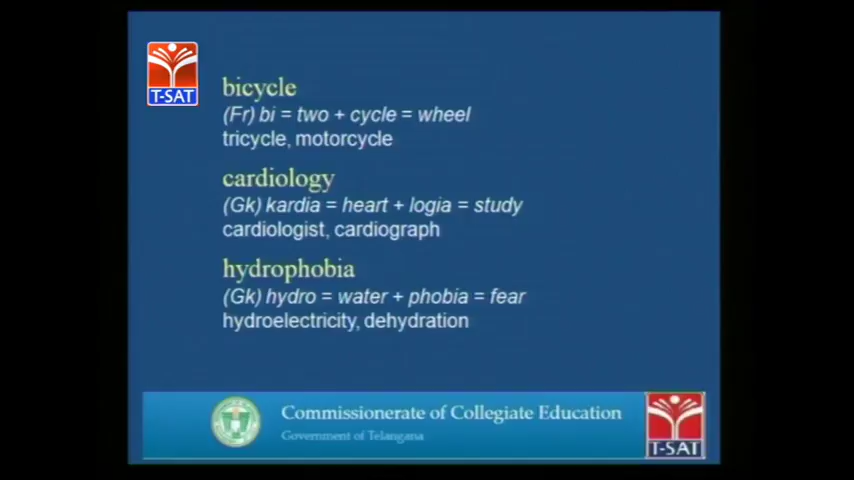 T-SAT
bicycle
(Fr) bi = two + cycle = wheel
tricycle, motorcycle
cardiology
(Gk) kardia = heart + logia = study
cardiologist, cardiograph
hydrophobia
(Gk) hydro = water + phobia = fear
hydroelectricity, dehydration
Commissionerate of Collegiate Education
Government of Telangana
T-SAT